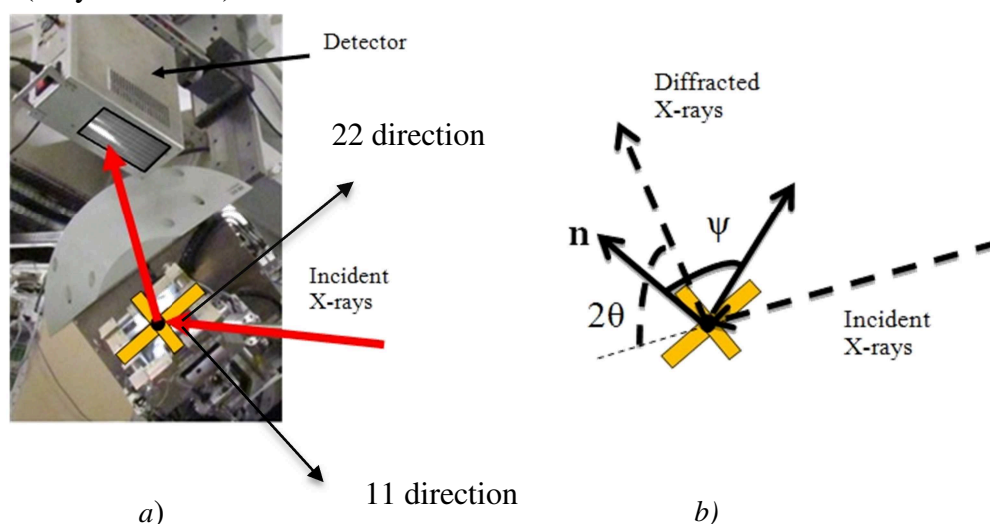 Detector
22 direction
Incident
X-rays
11 direction
a)
Diffracted
X-rays
n
ψ
2θ
Incident
X-rays
b)